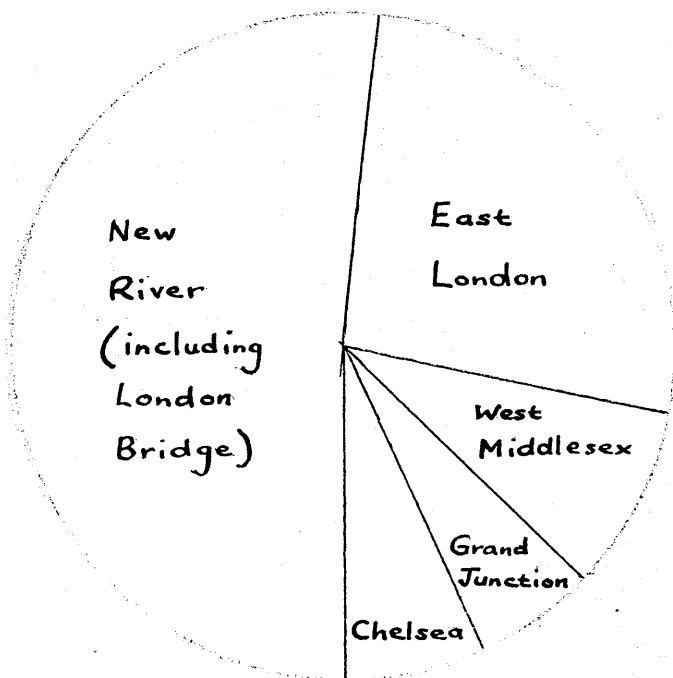 New
River
(including
London
Bridge)
East
London
West
Middlesex
Grand
Junction
Chelsea